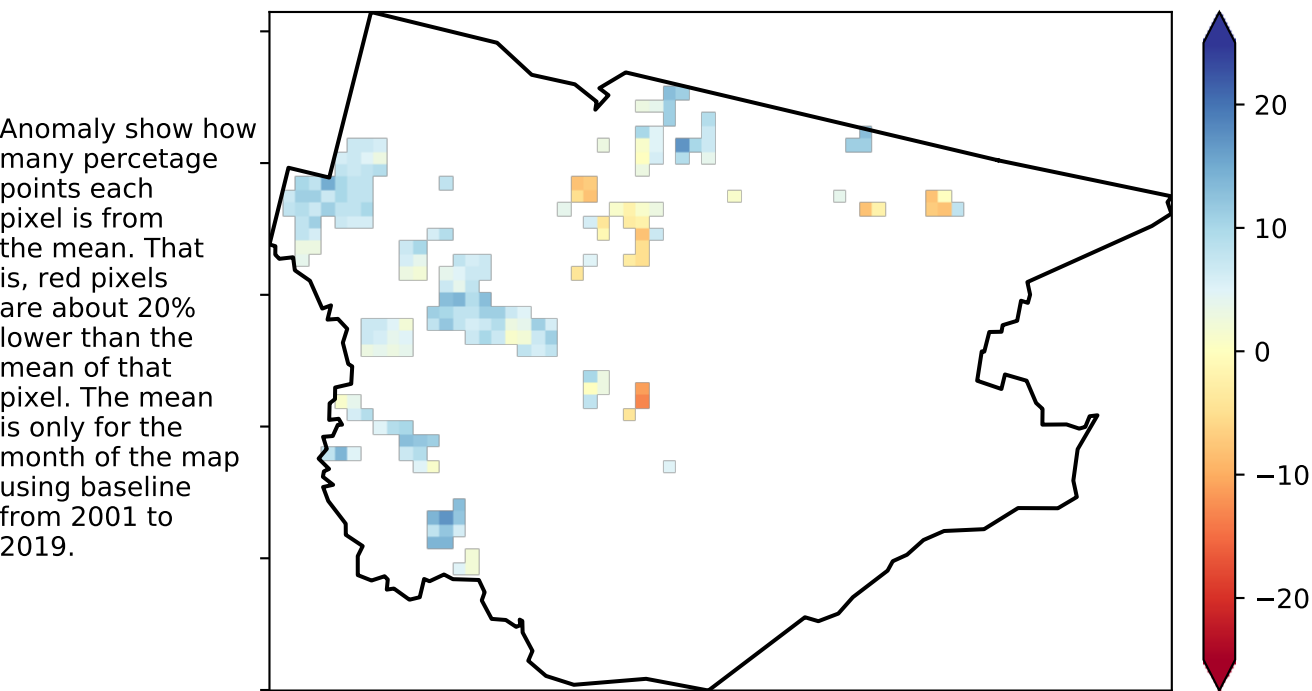 Anomaly show how
many percetage
points each
pixel is from
the mean. That
is, red pixels
are about 20%
lower than the
mean of that
pixel. The mean
is only for the
month of the map
using baseline
from 2001 to
2019.
20
10
0
−10
−20